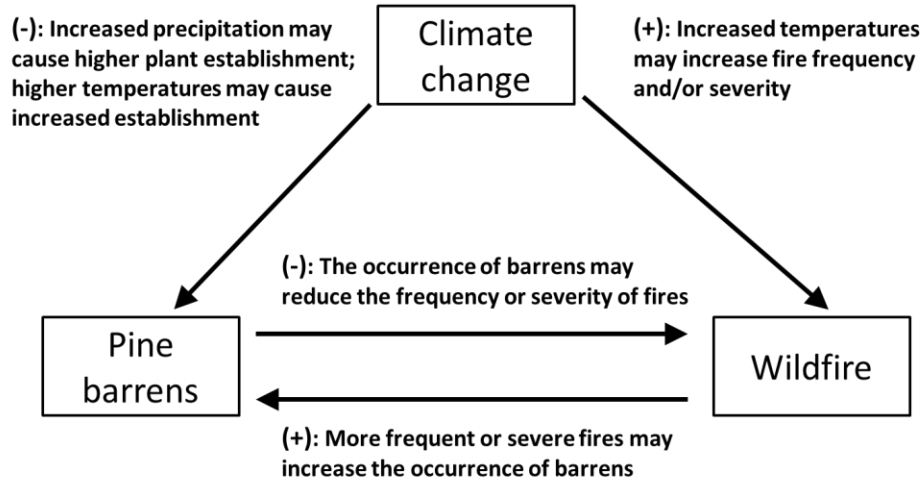 (-): Increased precipitation may
cause higher plant establishment;
higher temperatures may cause
increased establishment
Climate
change
(+): Increased temperatures
may increase fire frequency
and/or severity
(-): The occurrence of barrens may
reduce the frequency or severity of fires
Pine
barrens
Wildfire
(+): More frequent or severe fires may
increase the occurrence of barrens